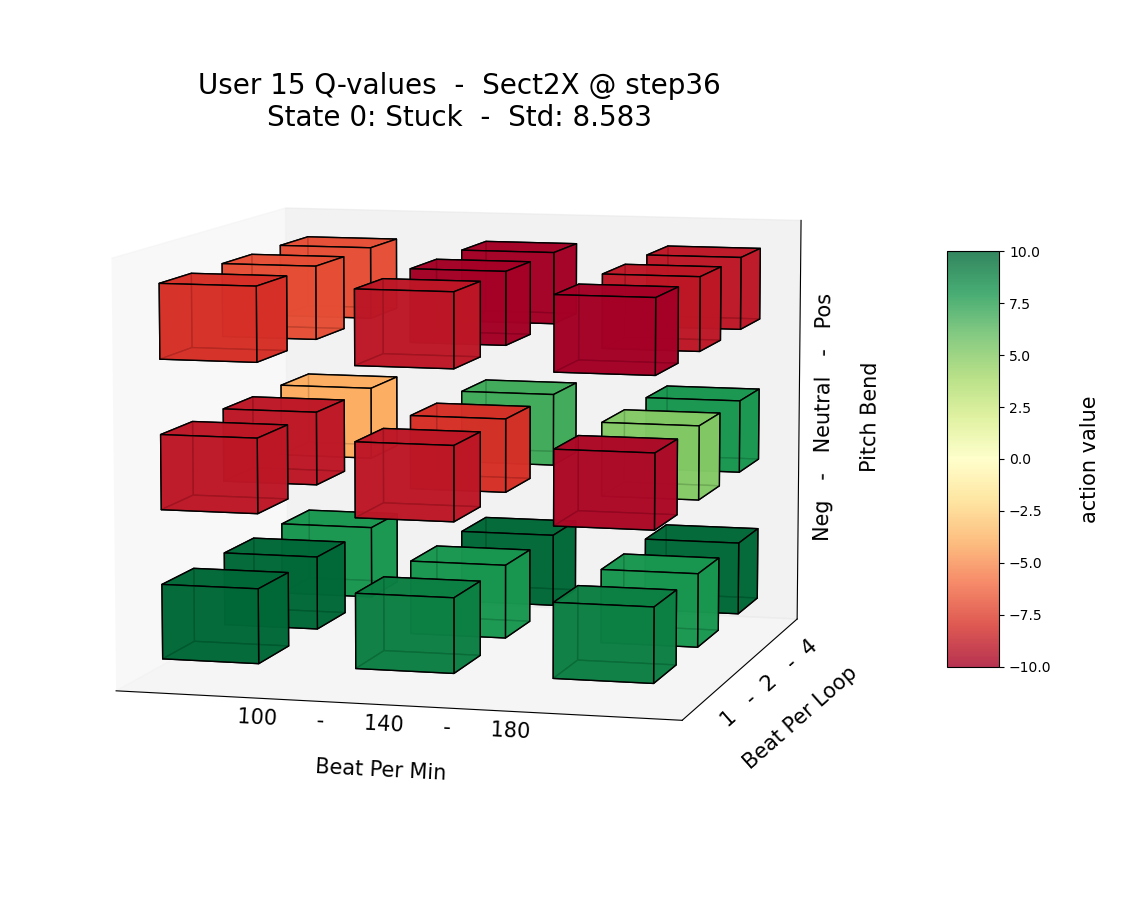 User 15 Q-values  -  Sect2X @ step36
State 0: Stuck  -  Std: 8.583
Neg   -   Neutral   -   Pos
Pitch Bend
100   -   140   -   180
Beat Per Min
1  -  2  -  4
Beat Per Loop
10.0
7.5
5.0
2.5
0.0
−2.5
−5.0
−7.5
−10.0
action value